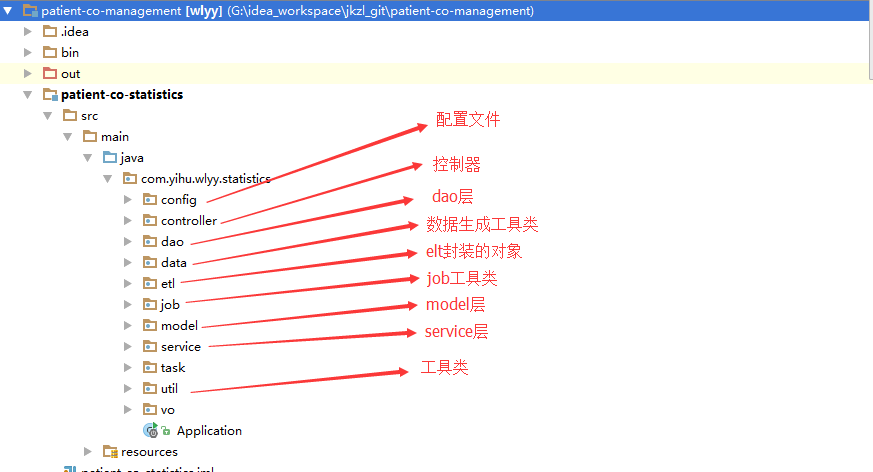 patient-co-management [wlyy] (G:\idea_workspace\jkzl_git\patient-co-management)
.idea
bin
out
patient-co-statistics
src
main
java
com.yihu.wlyy.statistics
config
配置文件
controller
控制器
dao
dao层
data
数据生成工具类
etl
elt封装的对象
job
job工具类
model
model层
service
service层
task
util
工具类
vo
Application
resources
patient-co-statistics.iml